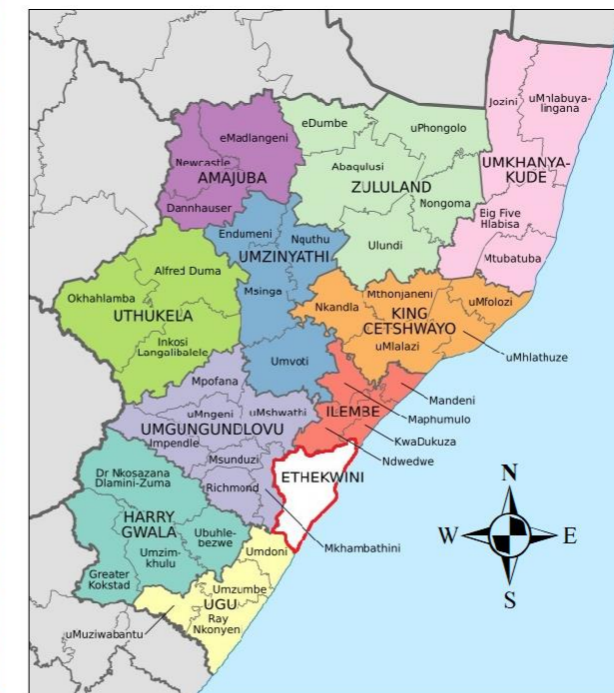 eDumbe
uPhongolo
Jozini
uMhlabuya-
lingana
eMadlangeni
Newcastle
AMAJUBA
Dannhauser
Abaqulusi
ZULULAND
Nongoma
Ulundi
UMKHANYA-
KUDE
Big Five
Hlabisa
Mtubatuba
Endumeni
Nquthu
UMZINYATHI
Msinga
Umvoti
Alfred Duma
Okhahlamba
UTHUKELA
Inkosi
Langalibalele
Mthonjaneni
Nkandla
uMfolozi
KING
CETSHWAYO
uMlalazi
uMhlathuze
Mpofana
uMngeni
uMshwathi
UMGUNGUNDLOVU
Impendle
Msunduzi
Richmond
Mkhambathini
ILEMBE
Mandeni
Maphumulo
KwaDukuza
Ndwedwe
ETHEKWINI
Dr Nkosazana
Dlamini-Zuma
HARRY
GWALA
Ubuhle-
bezwe
Umzim-
khulu
Greater
Kokstad
Umdoni
Umzumbe
UGU
Ray
Nkonyen
uMuziwabantu
N
W
E
S